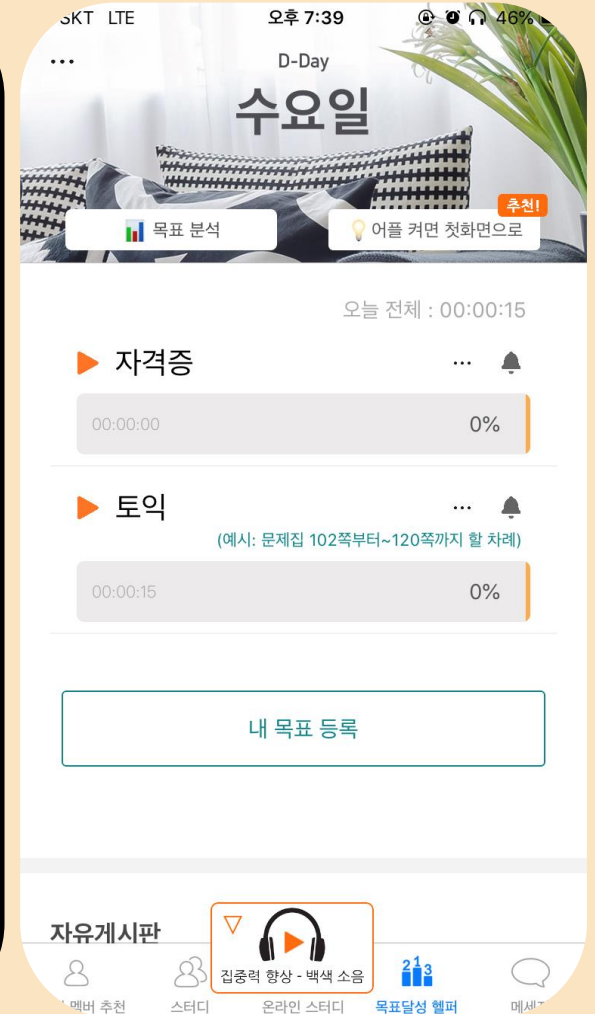 SKT LTE 오후 7:39 46%
D-Day
수요일
추천!
목표 분석
어플 켜면 첫화면으로
오늘 전체 : 00:00:15
자격증
00:00:00 0%
토익
(예시: 문제집 102쪽부터~120쪽까지 할 차례)
00:00:15 0%
내 목표 등록
자유게시판
집중력 향상 - 백색 소음
213
멤버 추천 스터디 온라인 스터디 목표달성 헬퍼